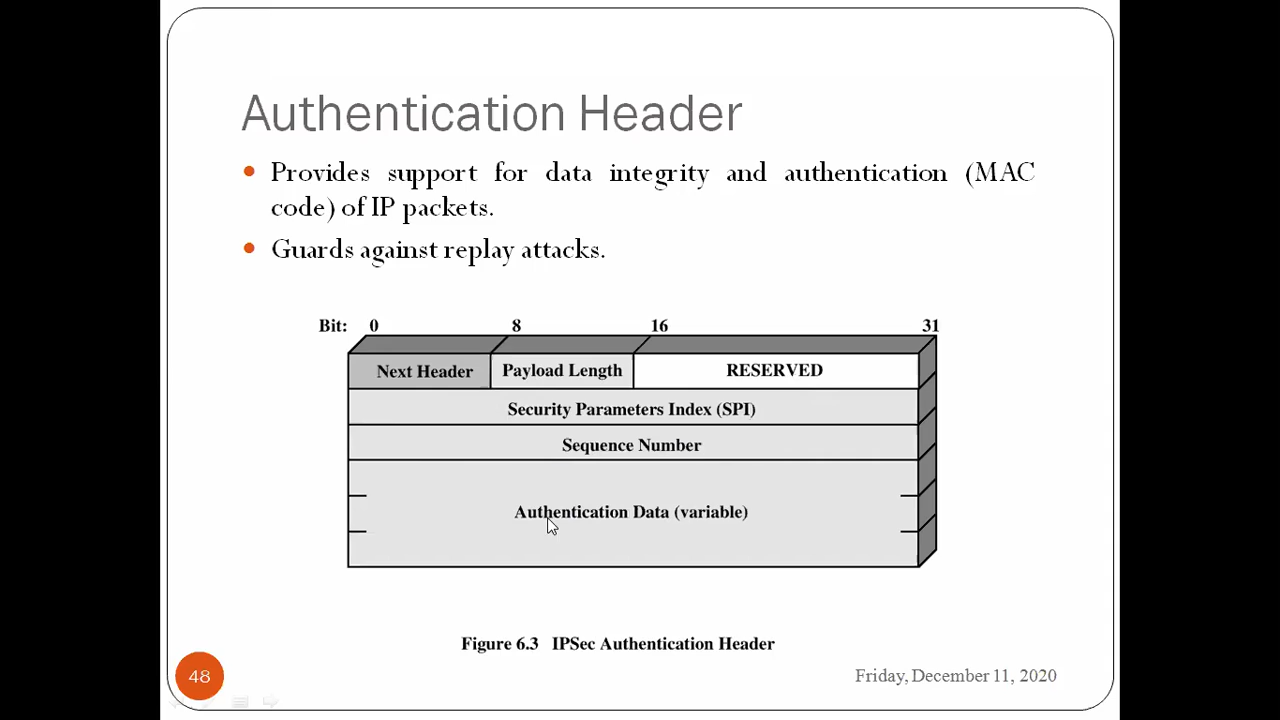 Authentication Header
Provides support for data integrity and authentication (MAC
code) of IP packets.
Guards against replay attacks.
Bit: 0 8 16 31
Next Header Payload Length RESERVED
Security Parameters Index (SPI)
Sequence Number
Authentication Data (variable)
Figure 6.3 IPSec Authentication Header
48 Friday, December 11, 2020